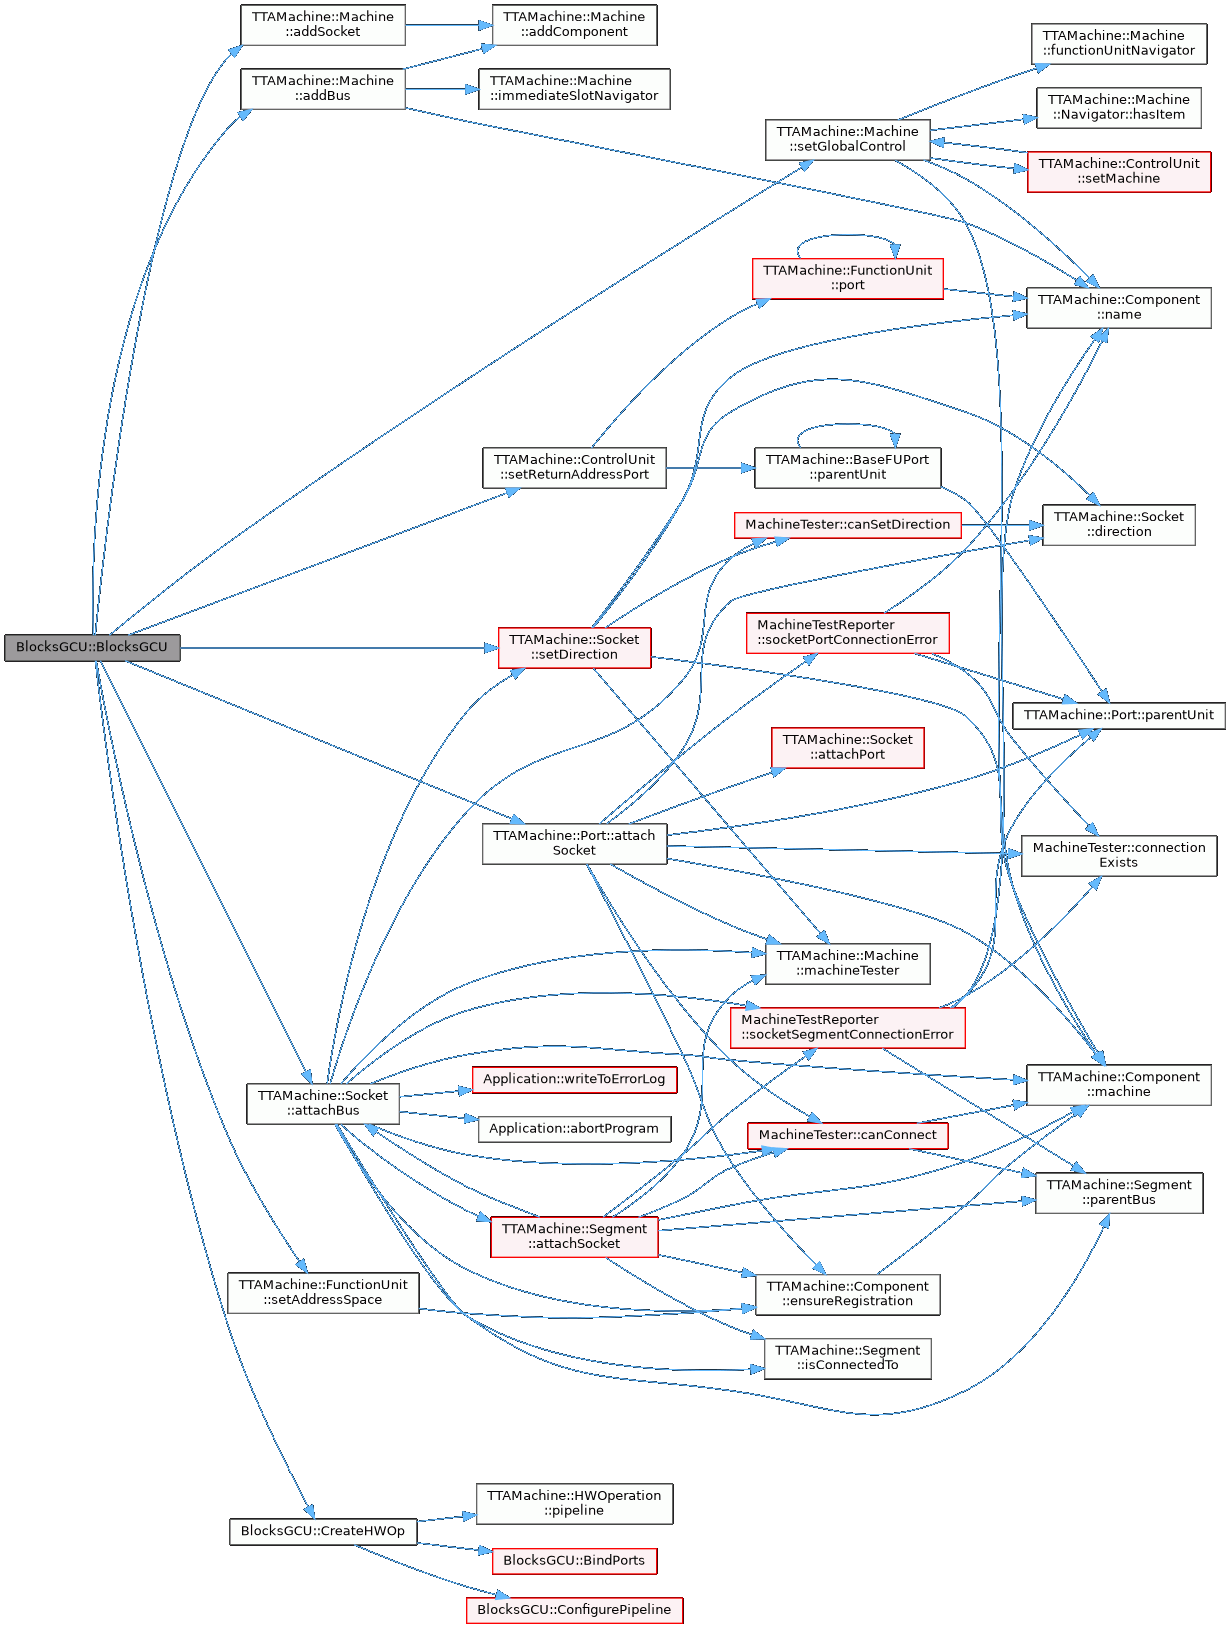 TTAMachine::Machine
::addSocket
TTAMachine::Machine
::addComponent
TTAMachine::Machine
::functionUnitNavigator
TTAMachine::Machine
::addBus
TTAMachine::Machine
::immediateSlotNavigator
TTAMachine::Machine
::Navigator::hasItem
TTAMachine::Machine
::setGlobalControl
TTAMachine::ControlUnit
::setMachine
TTAMachine::FunctionUnit
::port
TTAMachine::Component
::name
TTAMachine::ControlUnit
::setReturnAddressPort
TTAMachine::BaseFUPort
::parentUnit
MachineTester::canSetDirection
TTAMachine::Socket
::direction
BlocksGCU::BlocksGCU
TTAMachine::Socket
::setDirection
MachineTestReporter
::socketPortConnectionError
TTAMachine::Port::parentUnit
TTAMachine::Socket
::attachPort
TTAMachine::Port::attach
Socket
MachineTester::connection
Exists
TTAMachine::Machine
::machineTester
MachineTestReporter
::socketSegmentConnectionError
TTAMachine::Socket
::attachBus
Application::writeToErrorLog
Application::abortProgram
TTAMachine::Component
::machine
MachineTester::canConnect
TTAMachine::Segment
::parentBus
TTAMachine::Segment
::attachSocket
TTAMachine::FunctionUnit
::setAddressSpace
TTAMachine::Component
::ensureRegistration
TTAMachine::Segment
::isConnectedTo
TTAMachine::HWOperation
::pipeline
BlocksGCU::CreateHWOp
BlocksGCU::BindPorts
BlocksGCU::ConfigurePipeline